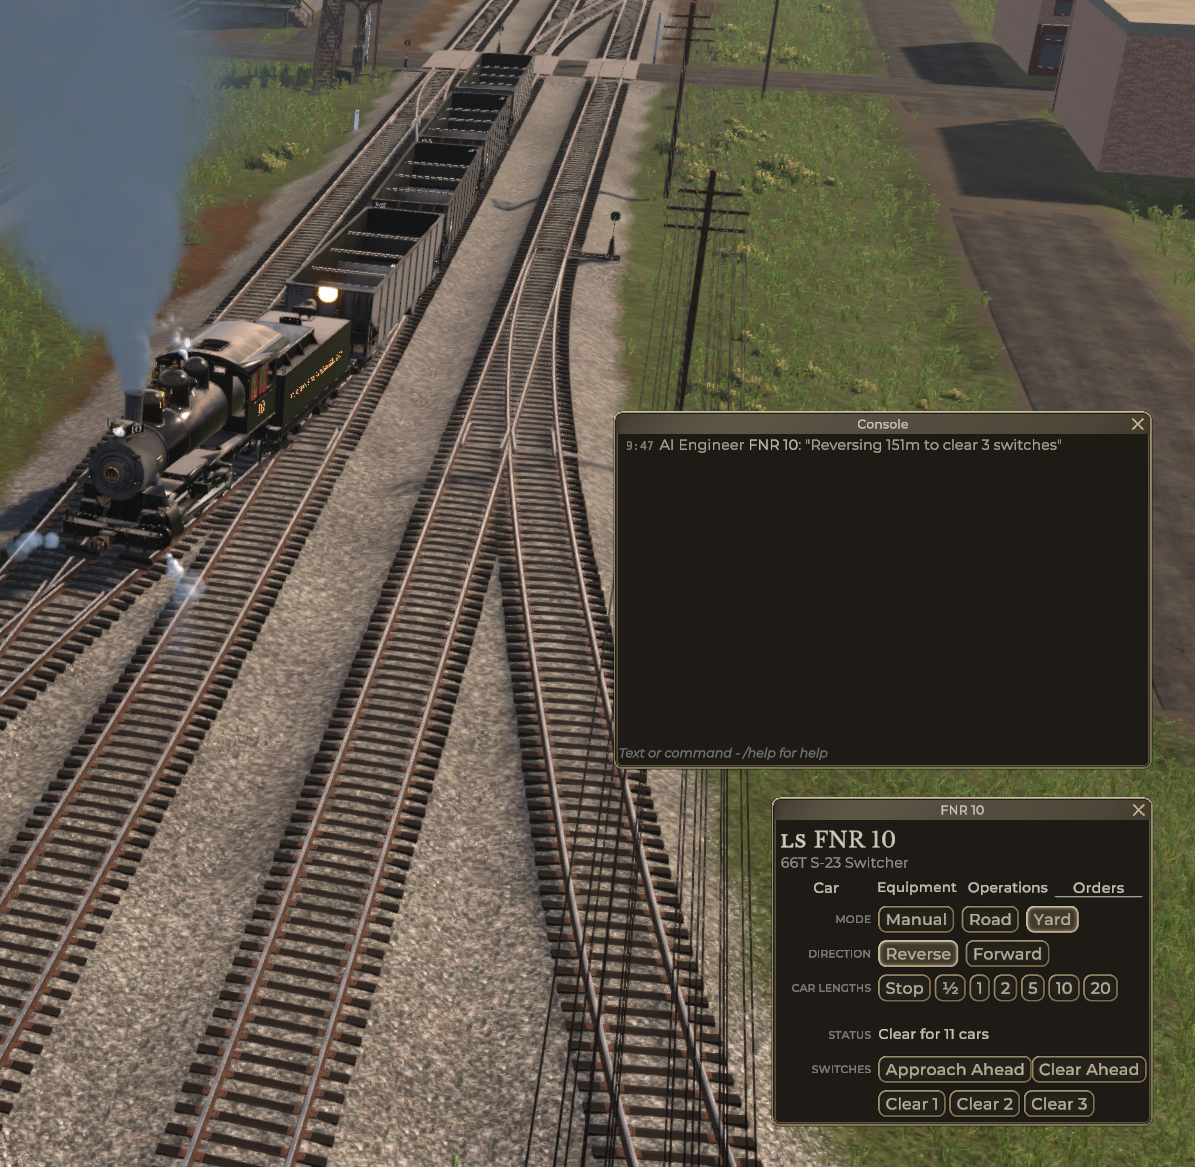 Console
9:47 AI Engineer FNR 10: "Reversing 151m to clear 3 switches"
Text or command - /help for help
FNR 10
LS FNR 10
66T S-23 Switcher
Car Equipment Operations Orders
MODE Manual Road Yard
DIRECTION Reverse Forward
CAR LENGTHS Stop ½ 1 2 5 10 20
STATUS Clear for 11 cars
SWITCHES Approach Ahead Clear Ahead
Clear 1 Clear 2 Clear 3